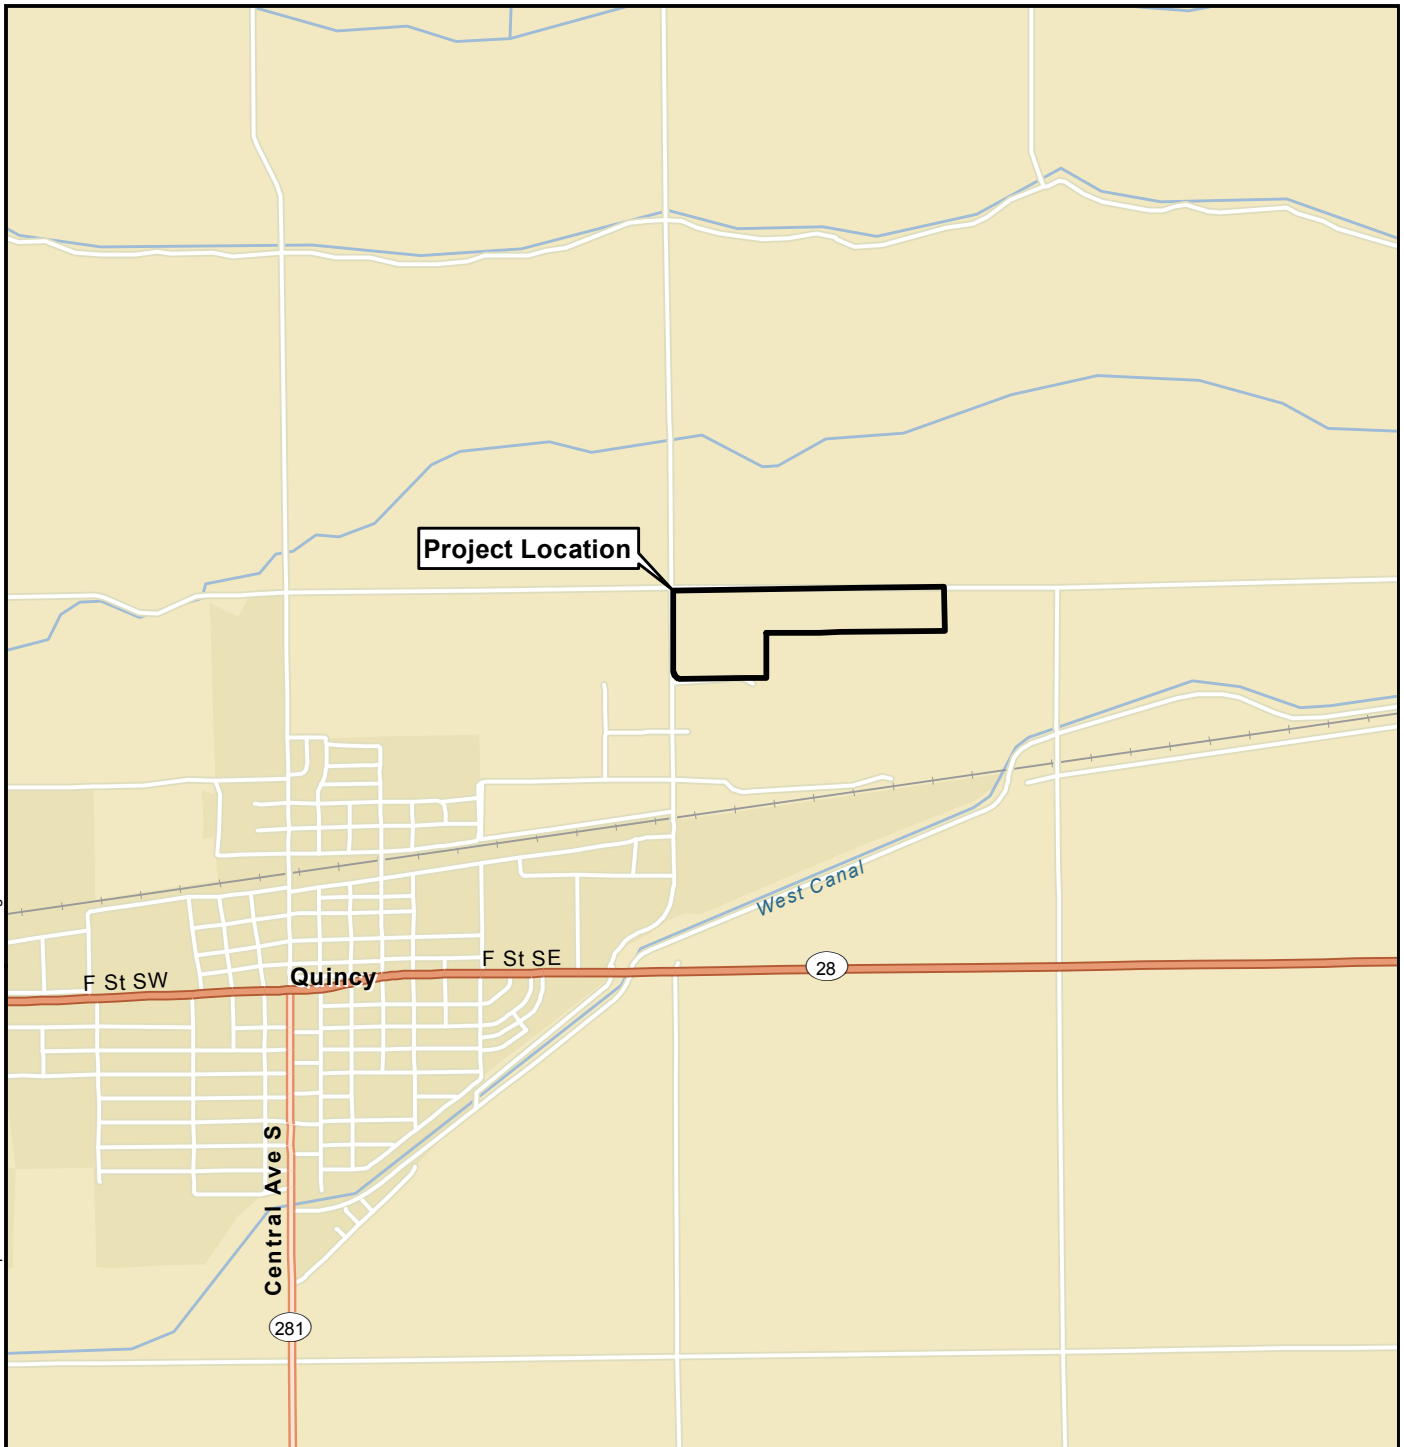 Project Location
West Canal
F St SE
28
F St SW
Quincy
Central Ave S
281